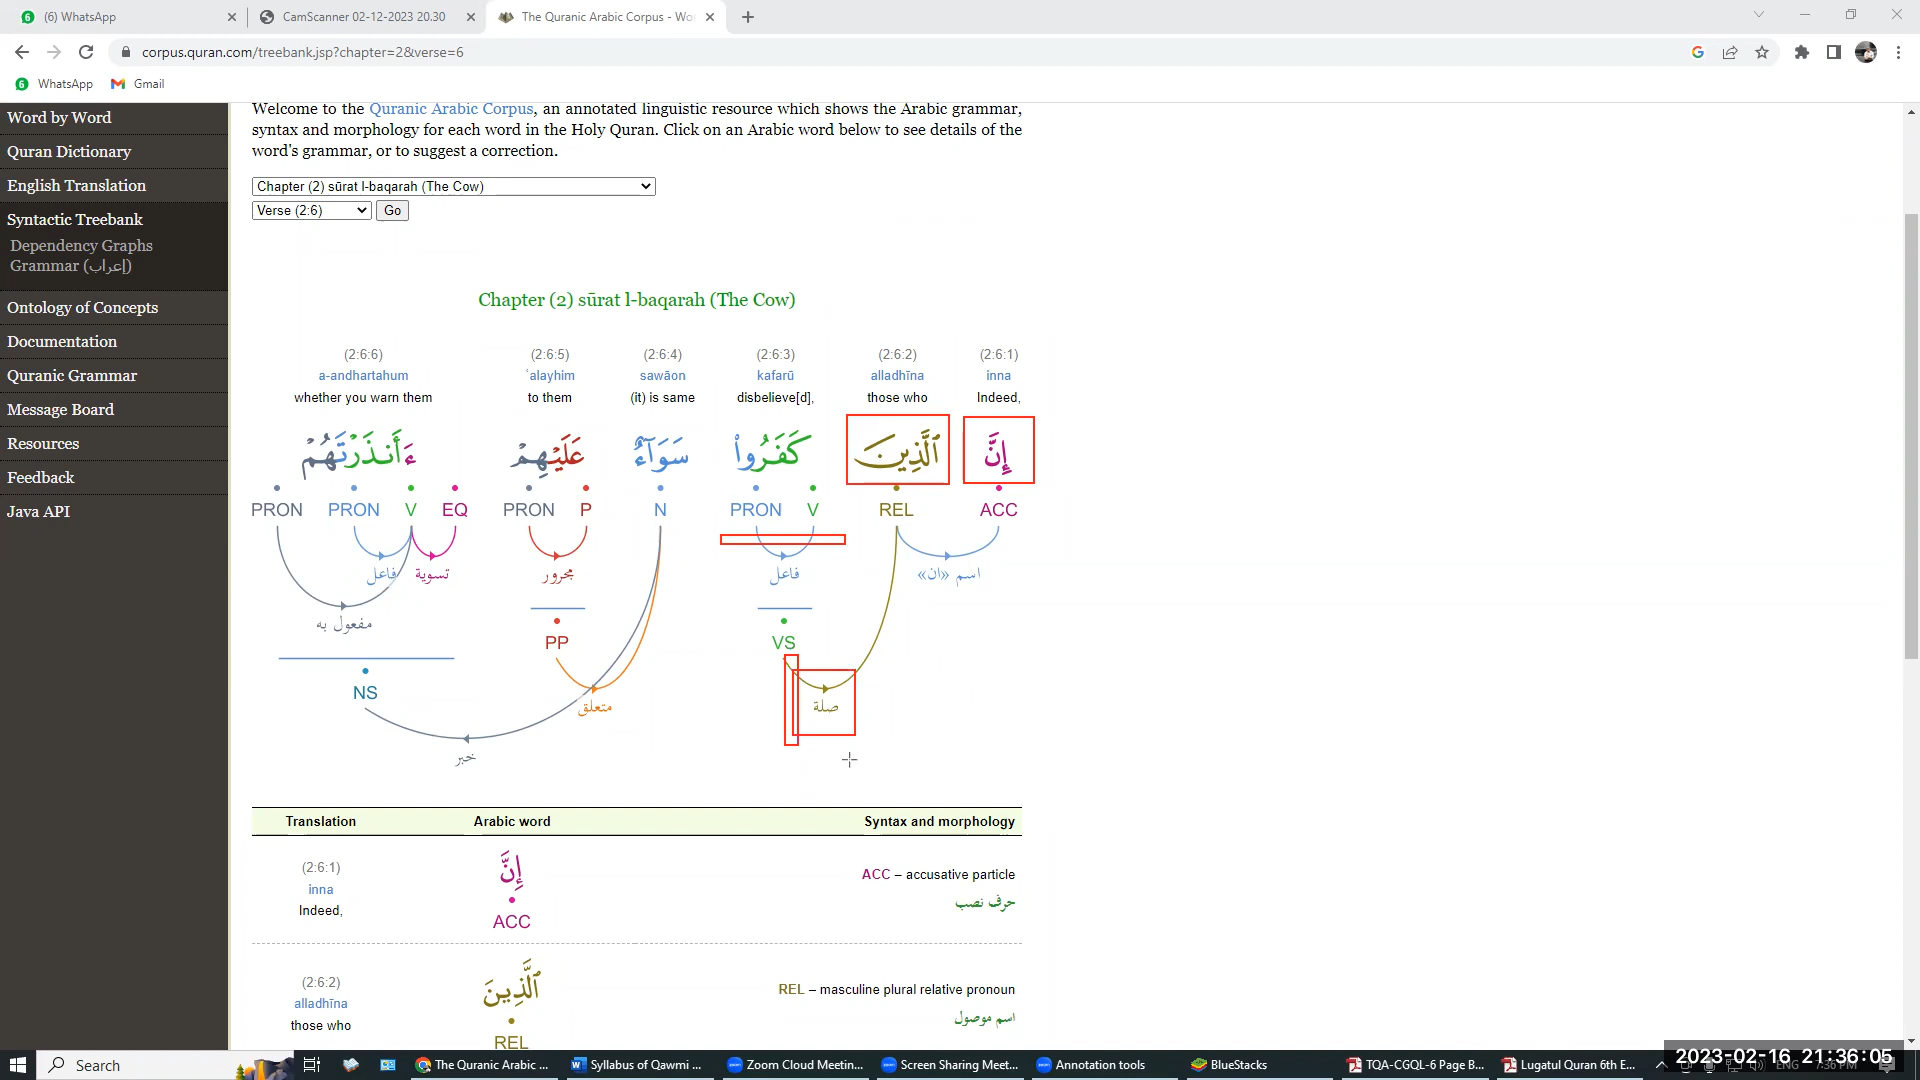 (6) WhatsApp
CamScanner 02-12-2023 20.30
The Quranic Arabic Corpus - Wo
corpus.quran.com/treebank.jsp?chapter=2&verse=6
WhatsApp
Gmail
Word by Word
Quran Dictionary
English Translation
Syntactic Treebank
Dependency Graphs
Grammar (إعراب)
Ontology of Concepts
Documentation
Quranic Grammar
Message Board
Resources
Feedback
Java API
Welcome to the Quranic Arabic Corpus, an annotated linguistic resource which shows the Arabic grammar,
syntax and morphology for each word in the Holy Quran. Click on an Arabic word below to see details of the
word's grammar, or to suggest a correction.
Chapter (2) sūrat l-baqarah (The Cow)
Verse (2:6) Go
Chapter (2) sūrat l-baqarah (The Cow)
(2:6:6) (2:6:5) (2:6:4) (2:6:3) (2:6:2) (2:6:1)
a-andhartahum ʿalayhim sawāon kafarū alladhīna inna
whether you warn them to them (it) is same disbelieve[d], those who Indeed,
إِنَّ ٱلَّذِينَ كَفَرُوا۟ سَوَآءٌ عَلَيْهِمْ ءَأَنذَرْتَهُمْ
PRON PRON V EQ PRON P N PRON V REL ACC
اسم «ان» فاعل مجرور تسوية فاعل
مفعول به
PP VS
NS
صلة متعلق
خبر
Translation Arabic word Syntax and morphology
(2:6:1)
inna
Indeed,
إِنَّ
ACC
ACC – accusative particle
حرف نصب
(2:6:2)
alladhīna
those who
ٱلَّذِينَ
REL
REL – masculine plural relative pronoun
اسم موصول
Search
The Quranic Arabic ...
Syllabus of Qawmi ...
Zoom Cloud Meetin...
Screen Sharing Meet...
Annotation tools
BlueStacks
TQA-CGQL-6 Page B...
Lugatul Quran 6th E...
ENG
7:36 PM
2023-02-16 21:36:05